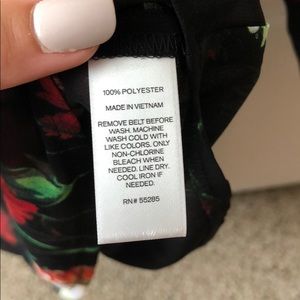 100% POLYESTER
MADE IN VIETNAM
REMOVE BELT BEFORE
WASH. MACHINE
WASH COLD WITH
LIKE COLORS. ONLY
NON-CHLORINE
BLEACH WHEN
NEEDED. LINE DRY.
COOL IRON IF
NEEDED.
RN# 55285